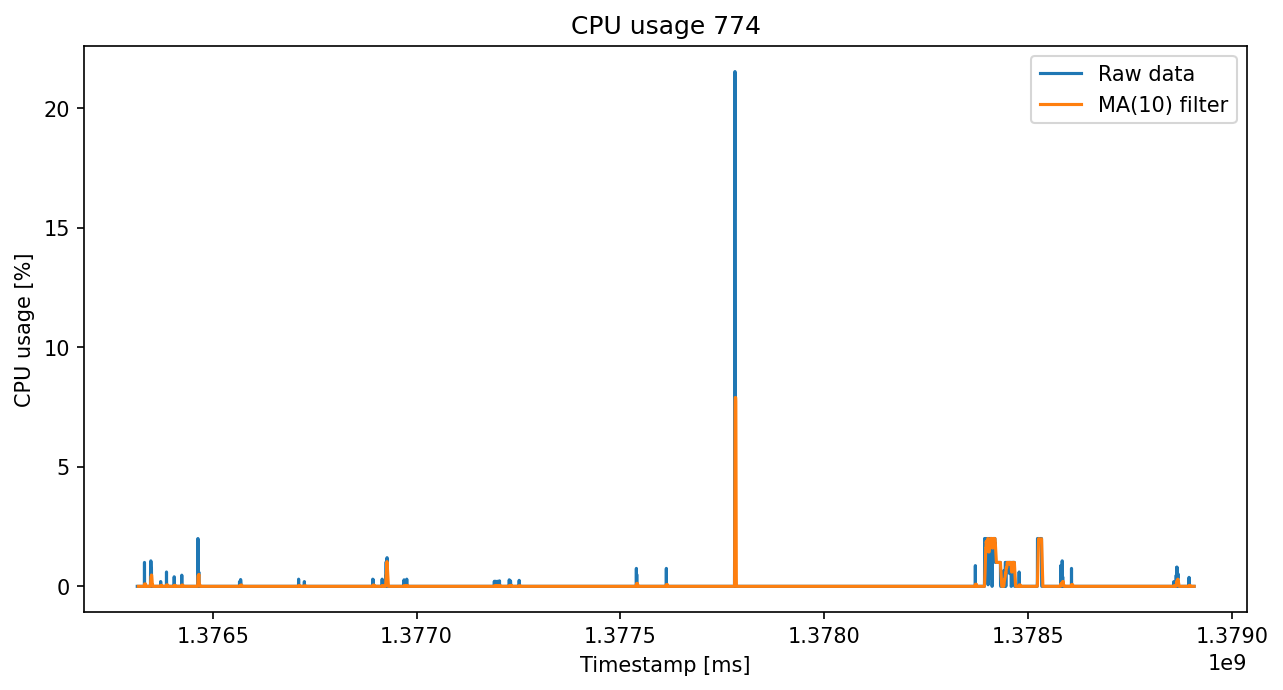 CPU usage 774
Raw data
MA(10) filter
CPU usage [%]
20
15
10
5
0
1.3765 1.3770 1.3775 1.3780 1.3785 1.3790
1e9
Timestamp [ms]